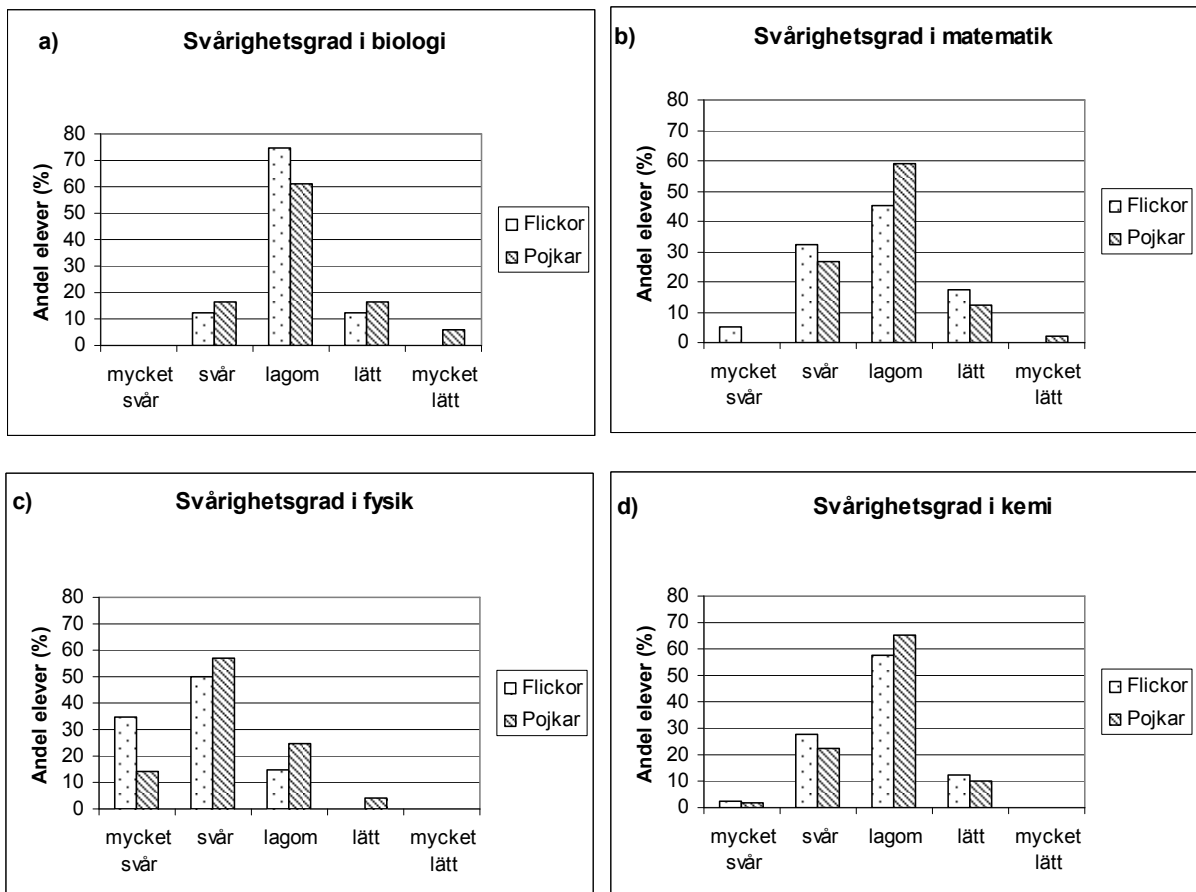 a)
Svårighetsgrad i biologi
Andel elever (%)
80
70
60
50
40
30
20
10
0
mycket svår
svår
lagom
lätt
mycket lätt
Flickor
Pojkar
b)
Svårighetsgrad i matematik
Andel elever (%)
80
70
60
50
40
30
20
10
0
mycket svår
svår
lagom
lätt
mycket lätt
Flickor
Pojkar
c)
Svårighetsgrad i fysik
Andel elever (%)
80
70
60
50
40
30
20
10
0
mycket svår
svår
lagom
lätt
mycket lätt
Flickor
Pojkar
d)
Svårighetsgrad i kemi
Andel elever (%)
80
70
60
50
40
30
20
10
0
mycket svår
svår
lagom
lätt
mycket lätt
Flickor
Pojkar